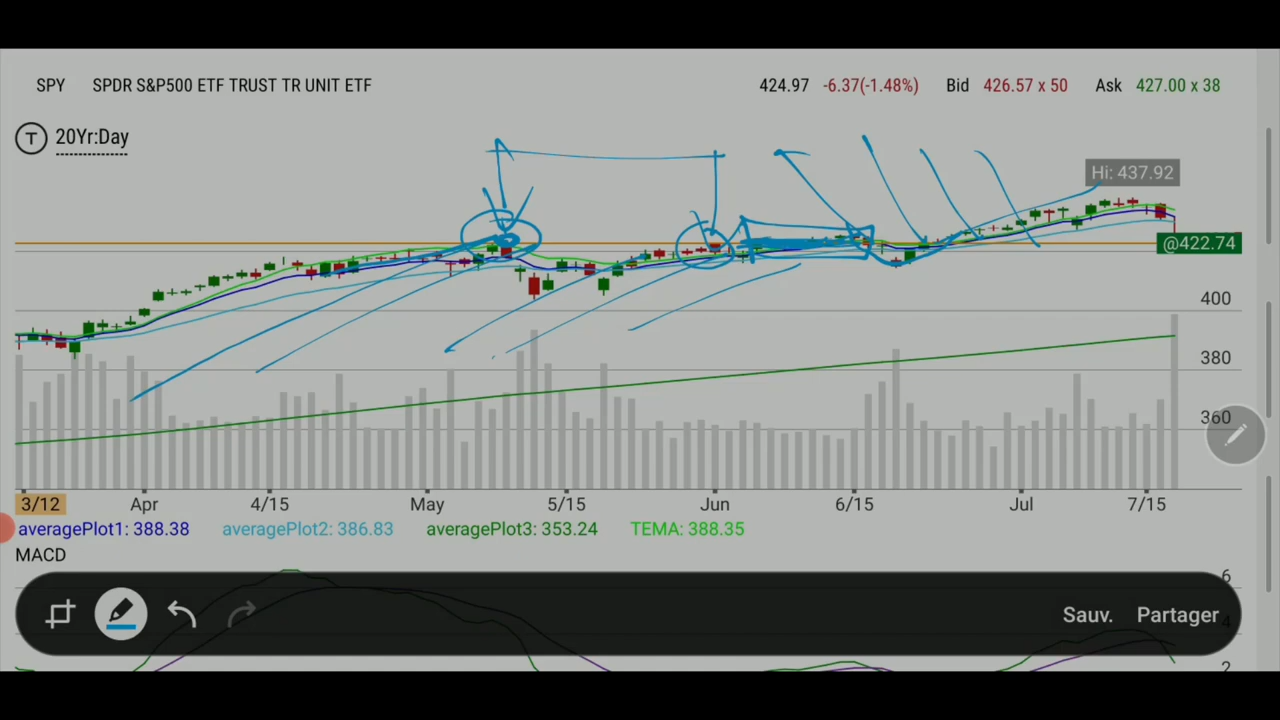 SPY SPDR S&P500 ETF TRUST TR UNIT ETF 424.97 -6.37(-1.48%) Bid 426.57 x 50 Ask 427.00 x 38
T 20Yr:Day
Hi: 437.92
@422.74
400
380
360
3/12 Apr 4/15 May 5/15 Jun 6/15 Jul 7/15
averagePlot1: 388.38 averagePlot2: 386.83 averagePlot3: 353.24 TEMA: 388.35
MACD
6
Sauv. Partager
4
2